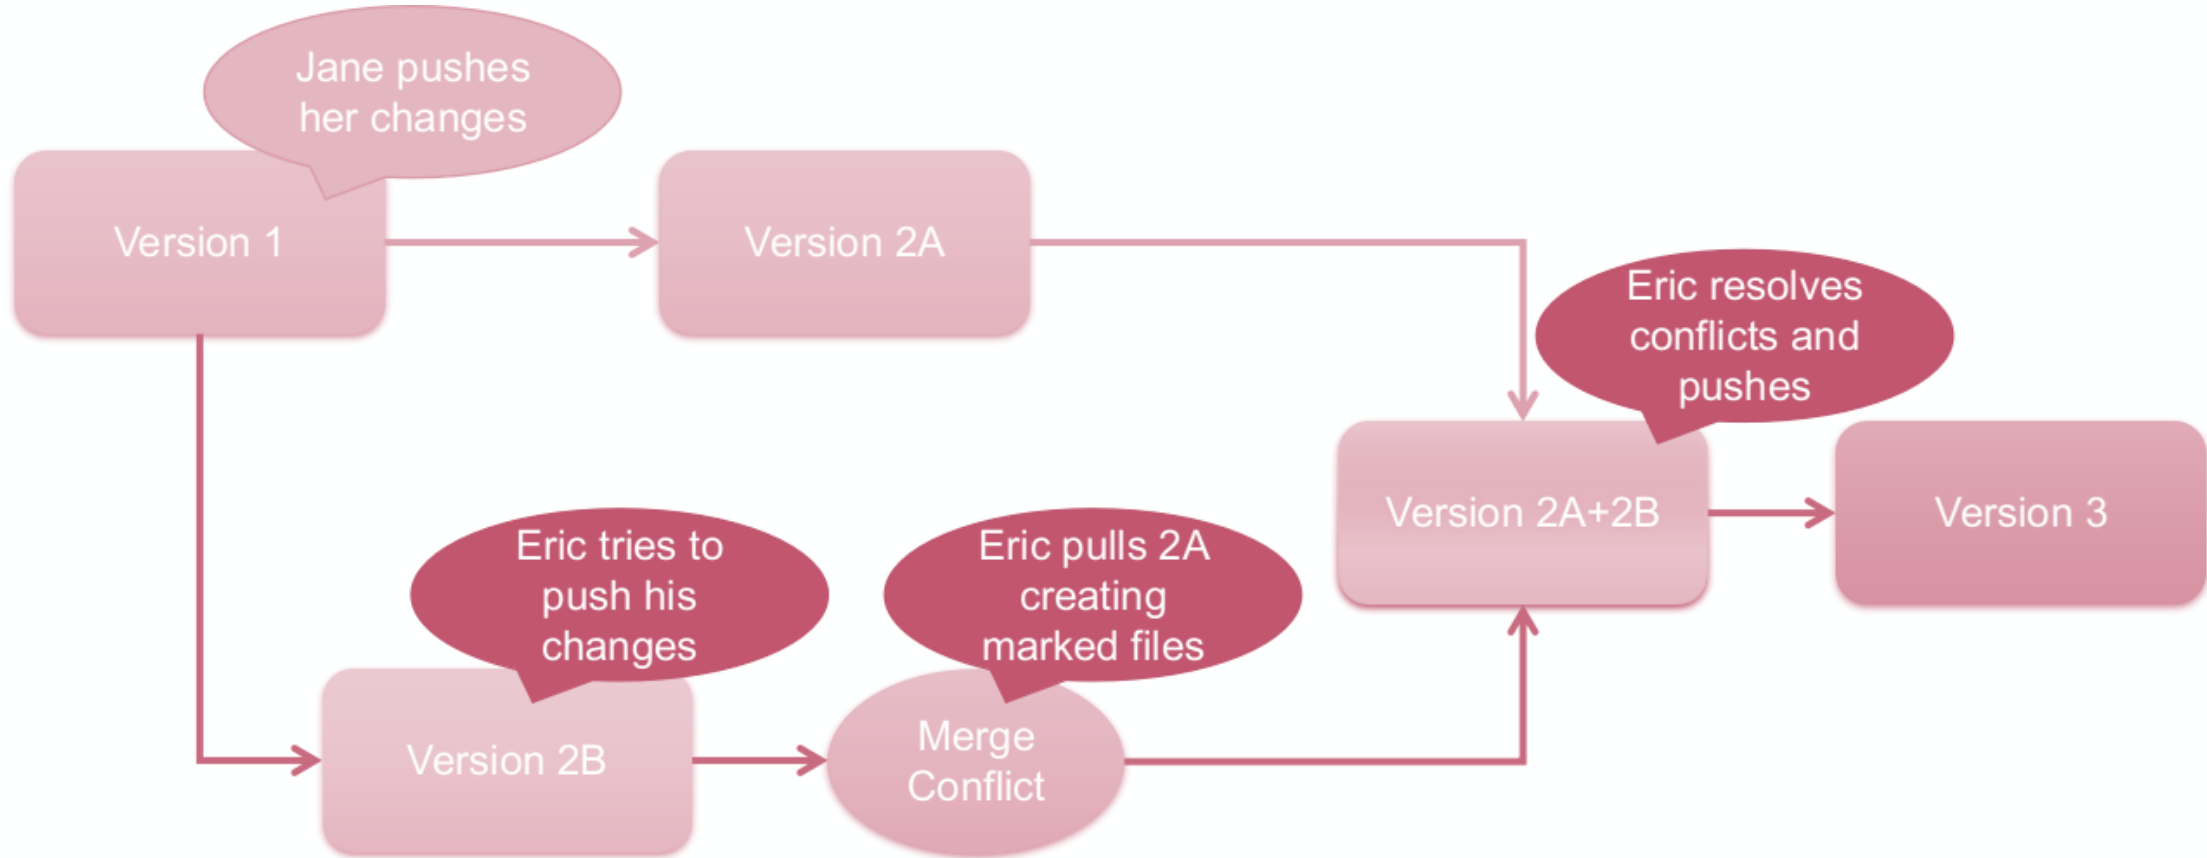 Jane pushes
her changes
Version 1
Version 2A
Eric resolves
conflicts and
pushes
Version 2A+2B
Version 3
Eric tries to
push his
changes
Eric pulls 2A
creating
marked files
Version 2B
Merge
Conflict